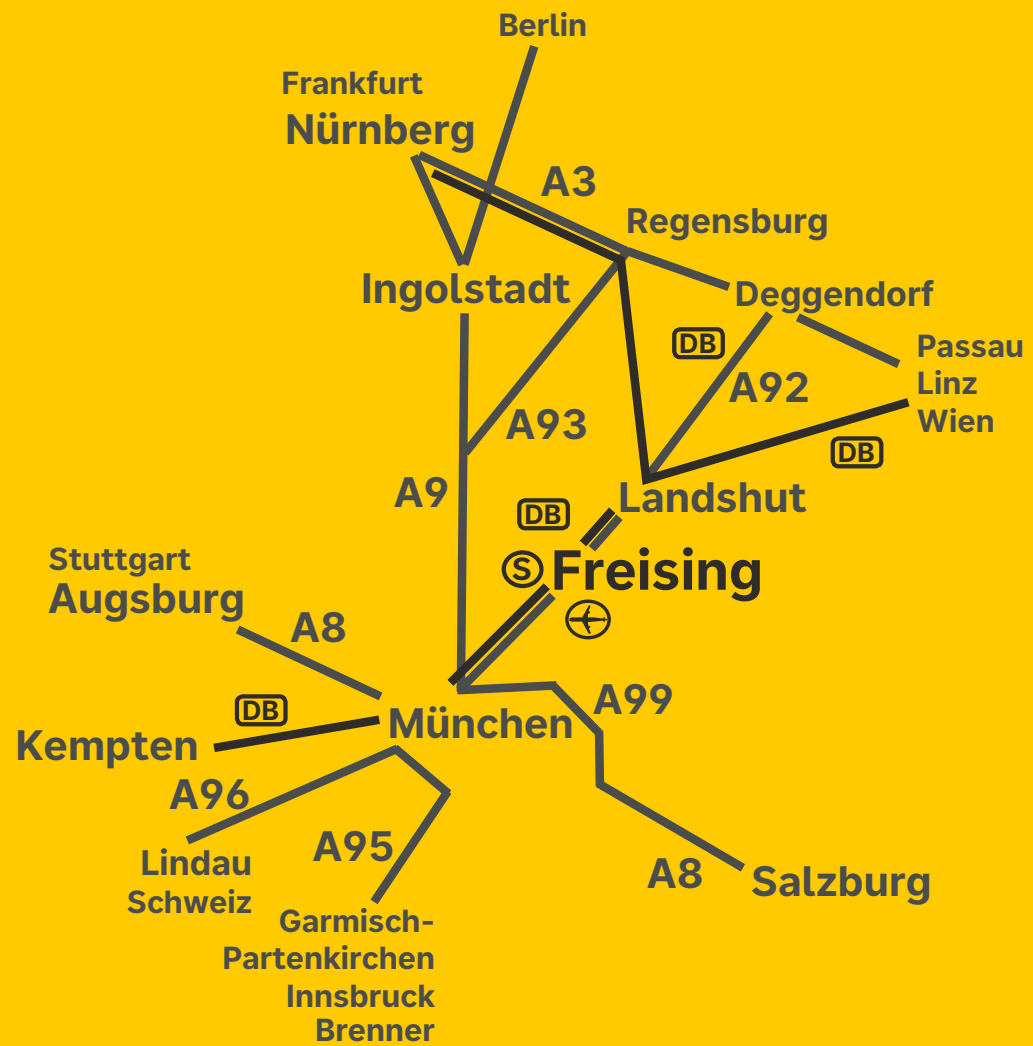 Berlin
Frankfurt
Nürnberg
A3
Regensburg
Ingolstadt
Deggendorf
DB
Passau
A92
Linz
A93
Wien
DB
A9
Landshut
DB
Stuttgart
S Freising
Augsburg
A8
A99
DB
München
Kempten
A96
A95
Lindau
A8
Salzburg
Schweiz
Garmisch-
Partenkirchen
Innsbruck
Brenner